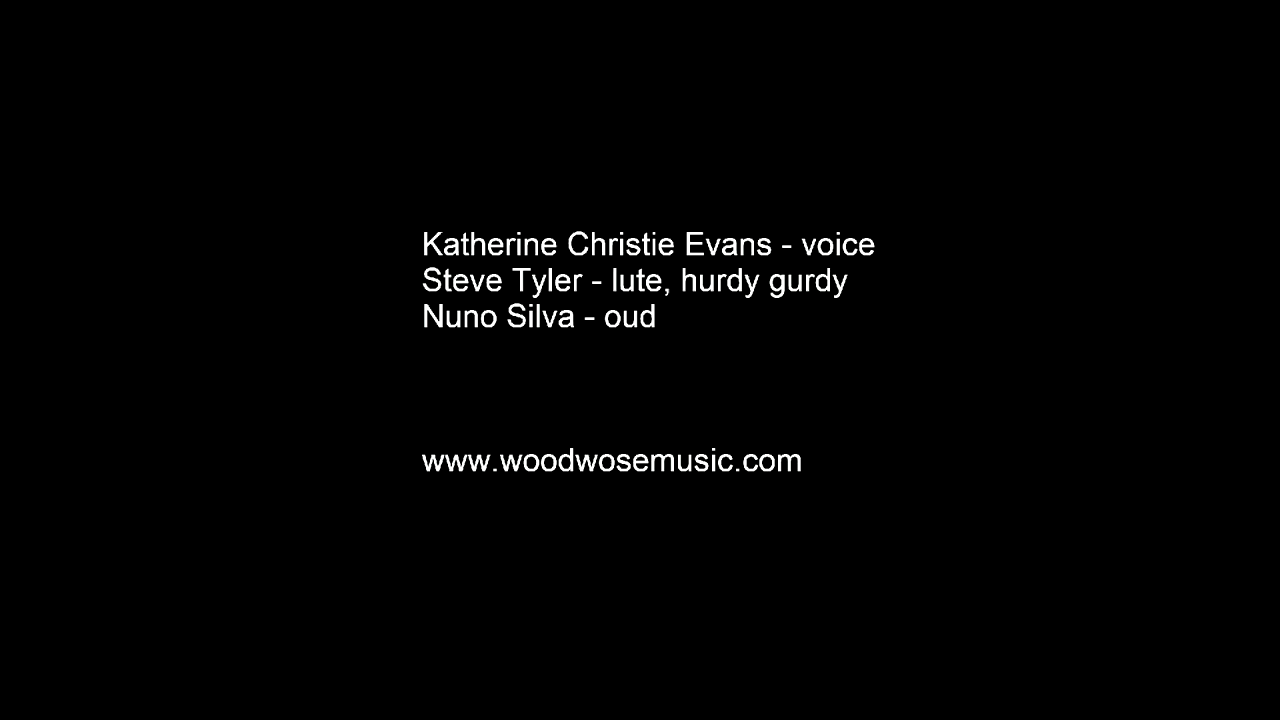 Katherine Christie Evans - voice
Steve Tyler - lute, hurdy gurdy
Nuno Silva - oud
www.woodwosemusic.com